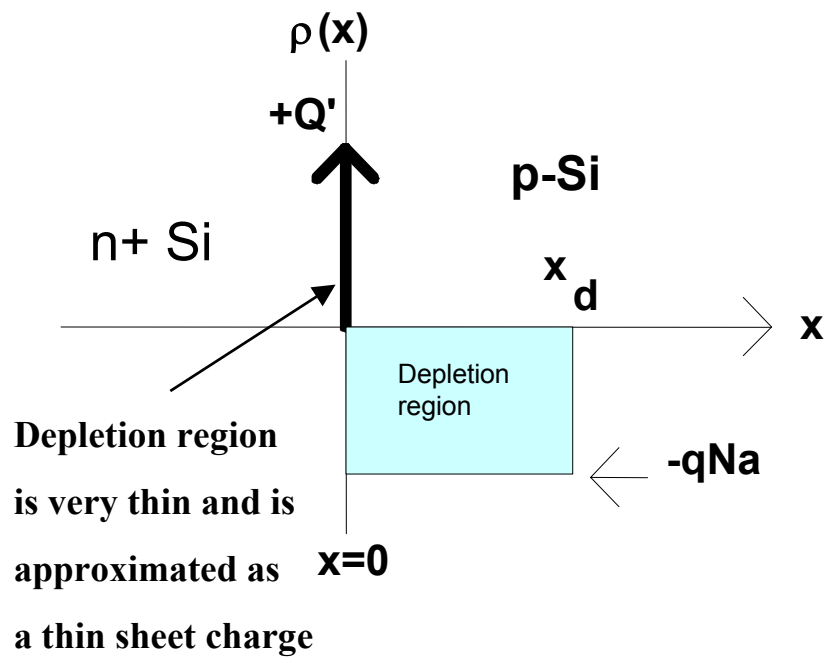 ρ(x)
+Q'
p-Si
n+ Si
x d
x
Depletion
region
Depletion region
is very thin and is
approximated as
a thin sheet charge
-qNa
x=0